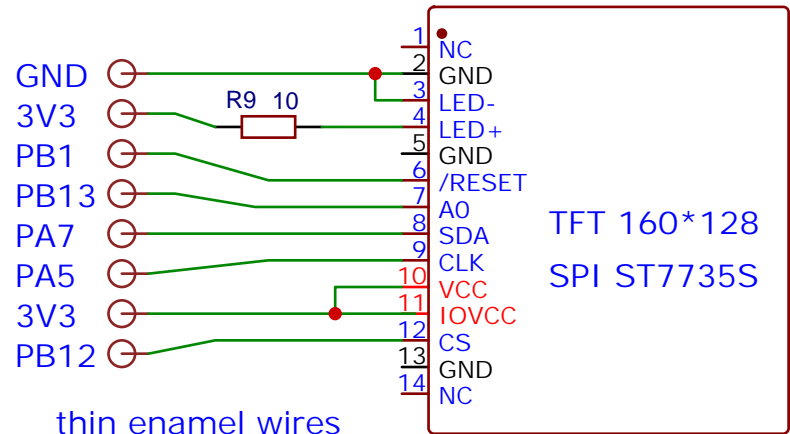 GND
3V3
PB1
PB13
PA7
PA5
3V3
PB12
R9 10
1 NC
2 GND
3 LED-
4 LED+
5 GND
6 /RESET
7 A0
8 SDA
9 CLK
10 VCC
11 IOVCC
12 CS
13 GND
14 NC
TFT 160*128
SPI ST7735S
thin enamel wires